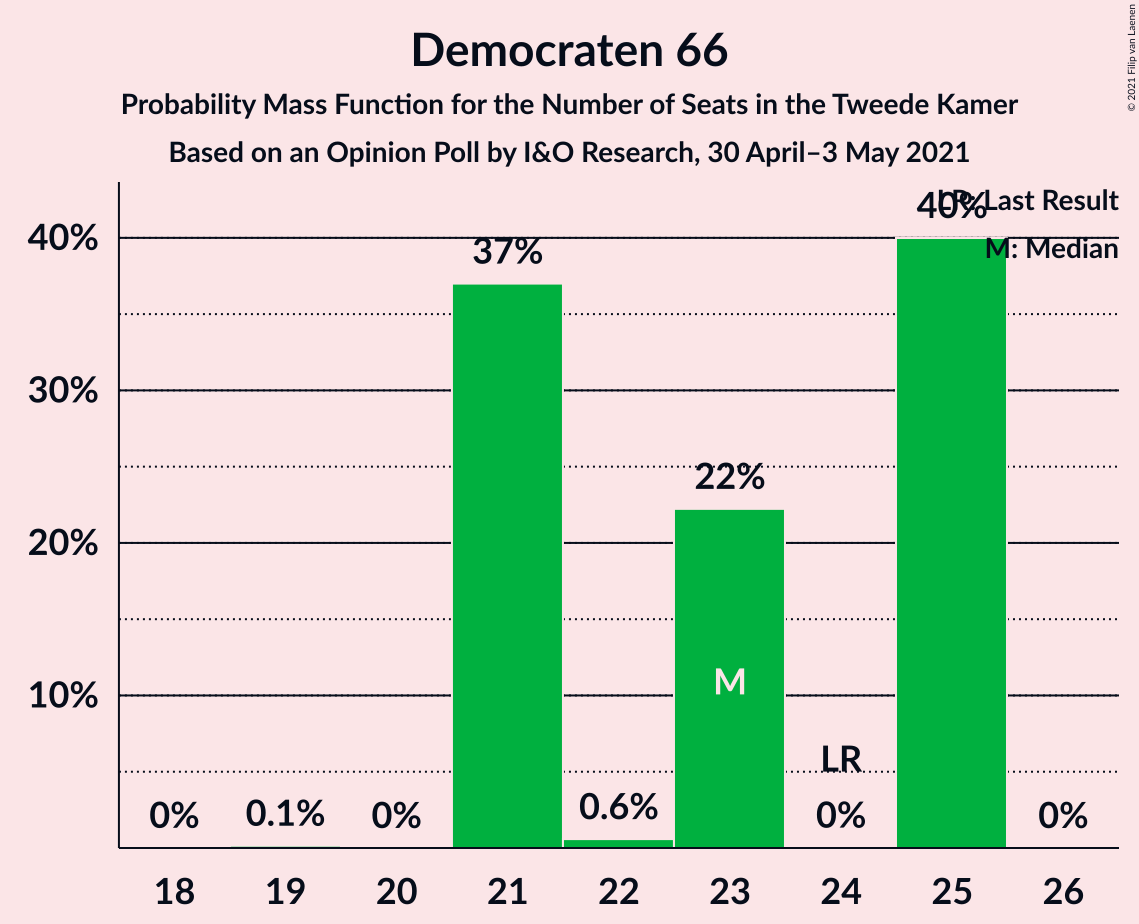 © 2021 Filip van Laenen
Democraten 66
Probability Mass Function for the Number of Seats in the Tweede Kamer
Based on an Opinion Poll by I&O Research, 30 April–3 May 2021
LR: Last Result
M: Median
40%
30%
20%
10%
0%
0.1%
0%
37%
0.6%
22%
M
LR
0%
40%
0%
18 19 20 21 22 23 24 25 26